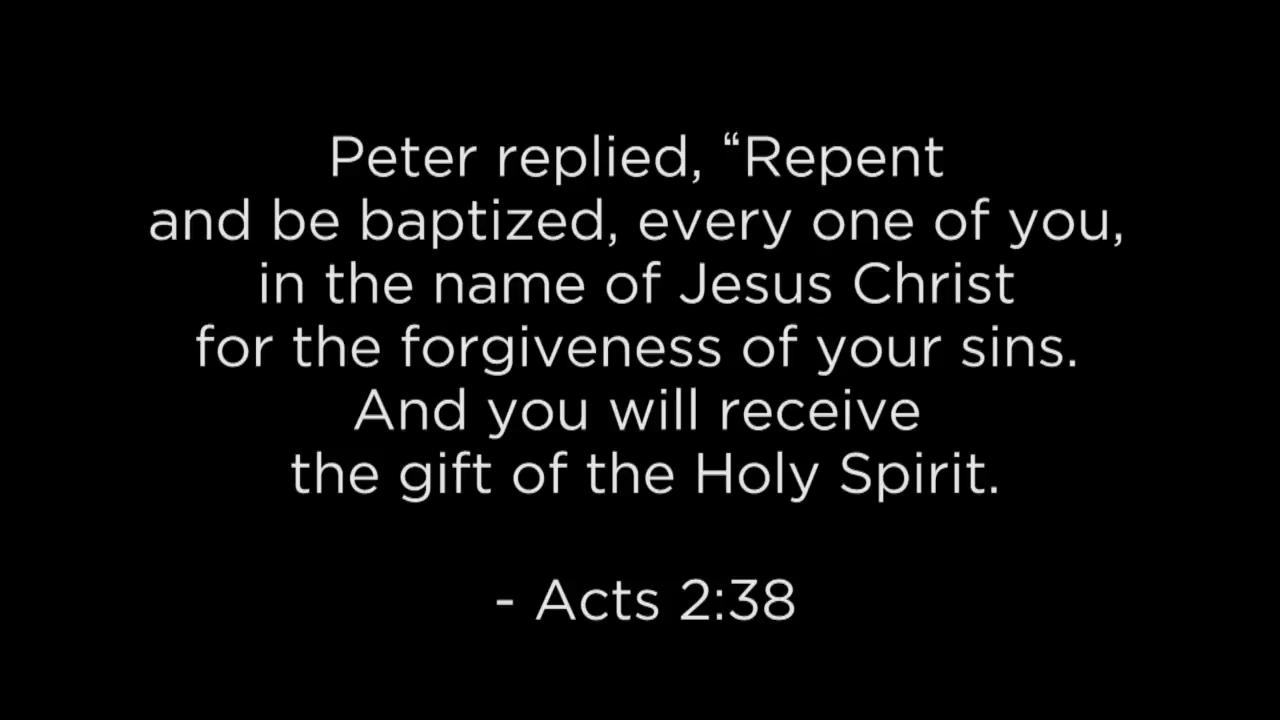 Peter replied, “Repent
and be baptized, every one of you,
in the name of Jesus Christ
for the forgiveness of your sins.
And you will receive
the gift of the Holy Spirit.
- Acts 2:38